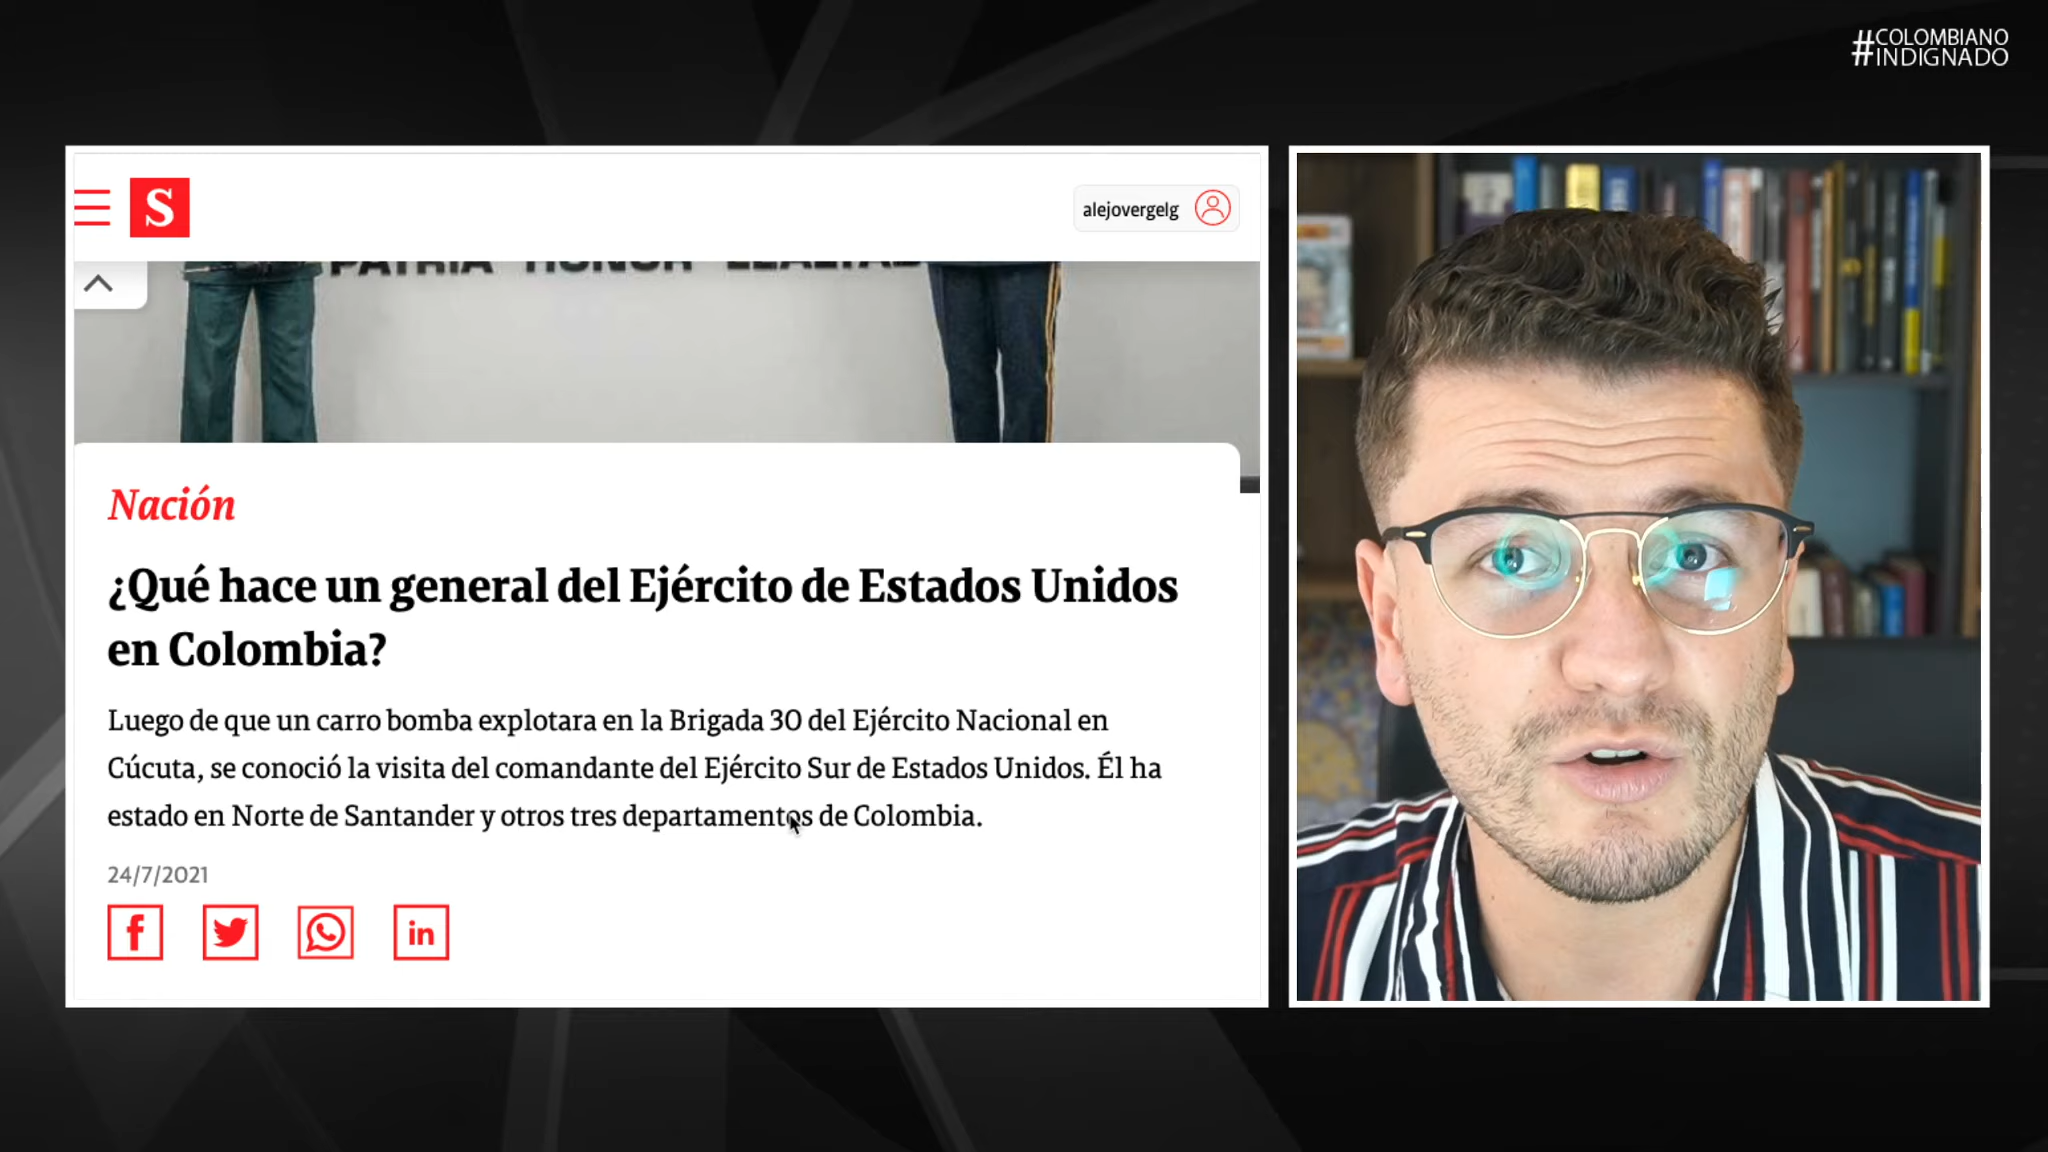 #COLOMBIANO
INDIGNADO
S
alejovergelg
PATRIA HONOR LEALTAD
Nación
¿Qué hace un general del Ejército de Estados Unidos
en Colombia?
Luego de que un carro bomba explotara en la Brigada 30 del Ejército Nacional en
Cúcuta, se conoció la visita del comandante del Ejército Sur de Estados Unidos. Él ha
estado en Norte de Santander y otros tres departamentos de Colombia.
24/7/2021
f
in